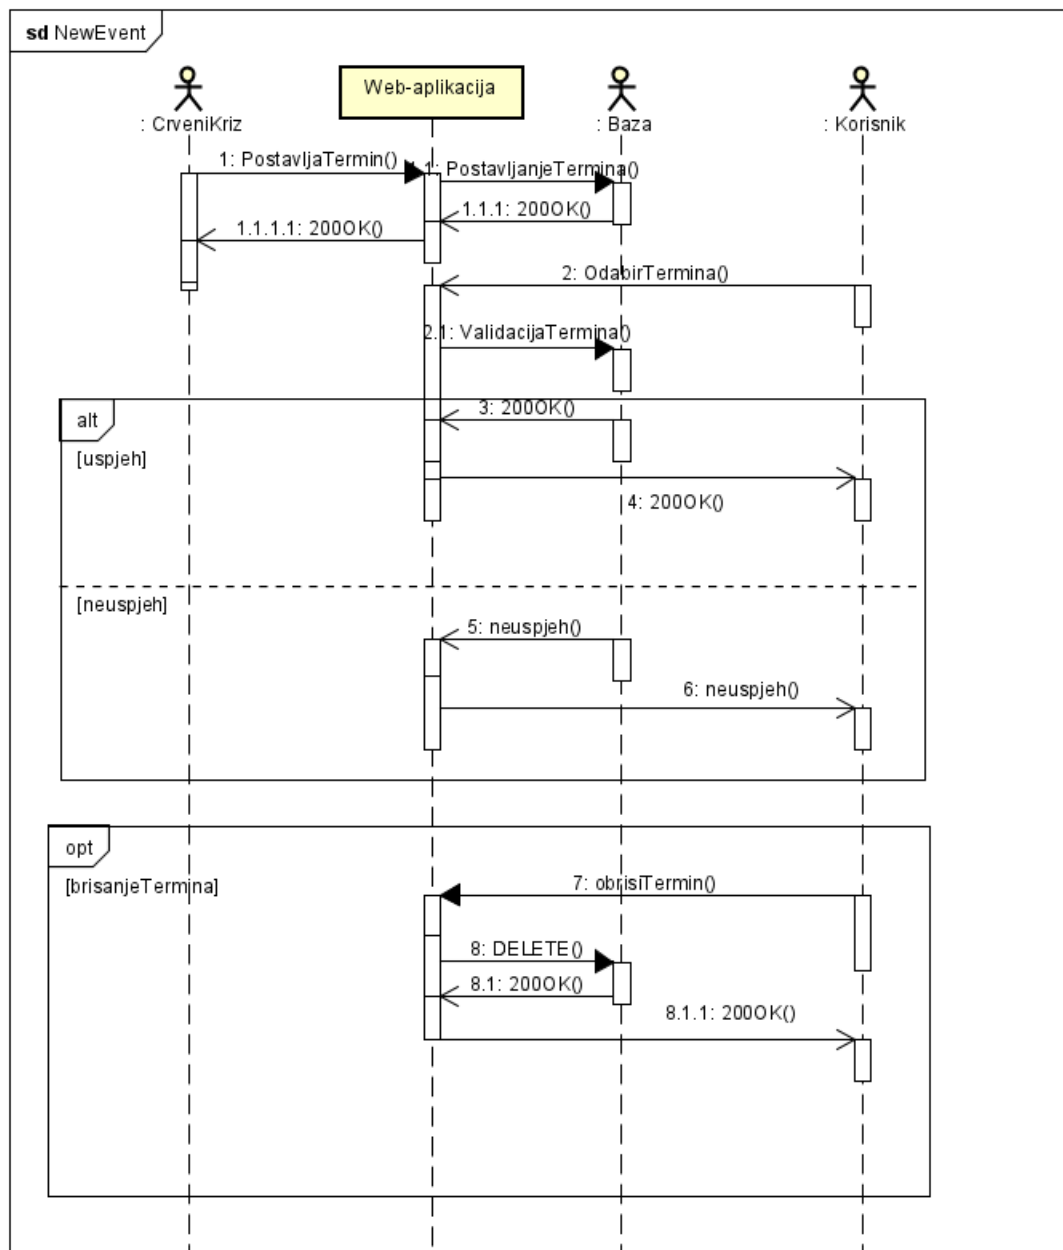 sd NewEvent
Web-aplikacija
: CrveniKriz
: Baza
: Korisnik
1: PostavljaTermin()
1.1: PostavljanjeTermina()
1.1.1: 200OK()
1.1.1.1: 200OK()
2: OdabirTermina()
2.1: ValidacijaTermina()
alt
3: 200OK()
[uspjeh]
4: 200OK()
[neuspjeh]
5: neuspjeh()
6: neuspjeh()
opt
[brisanjeTermina]
7: obrisiTermin()
8: DELETE()
8.1: 200OK()
8.1.1: 200OK()